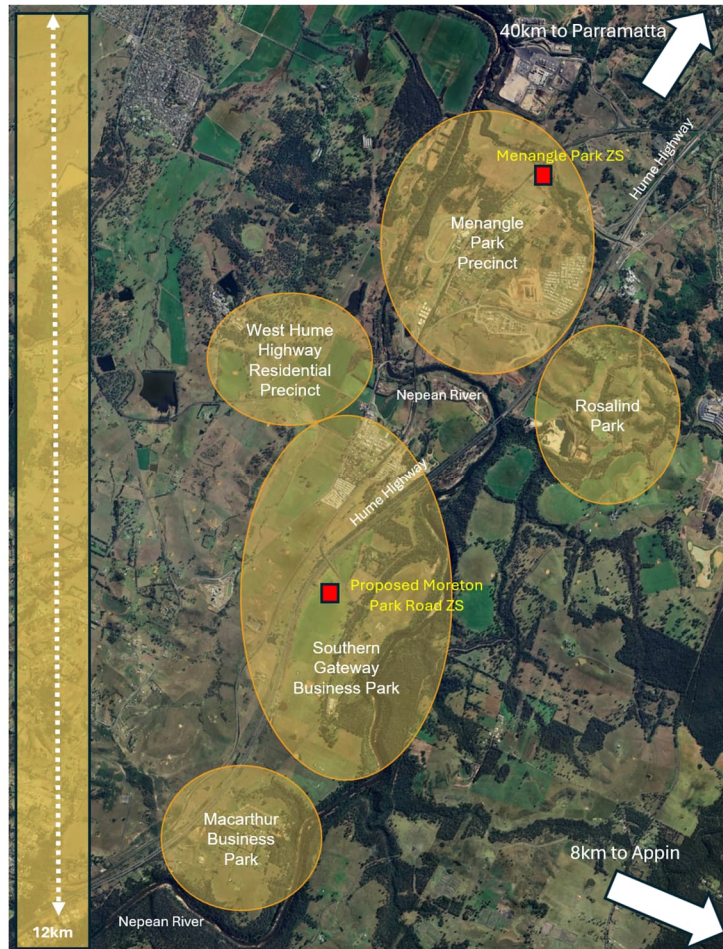 40km to Parramatta
Hume Highway
Menangle Park ZS
Menangle
Park
Precinct
West Hume
Highway
Residential
Precinct
Nepean River
Rosalind
Park
Hume Highway
Proposed Moreton
Park Road ZS
Southern
Gateway
Business Park
Macarthur
Business
Park
8km to Appin
Nepean River
12km